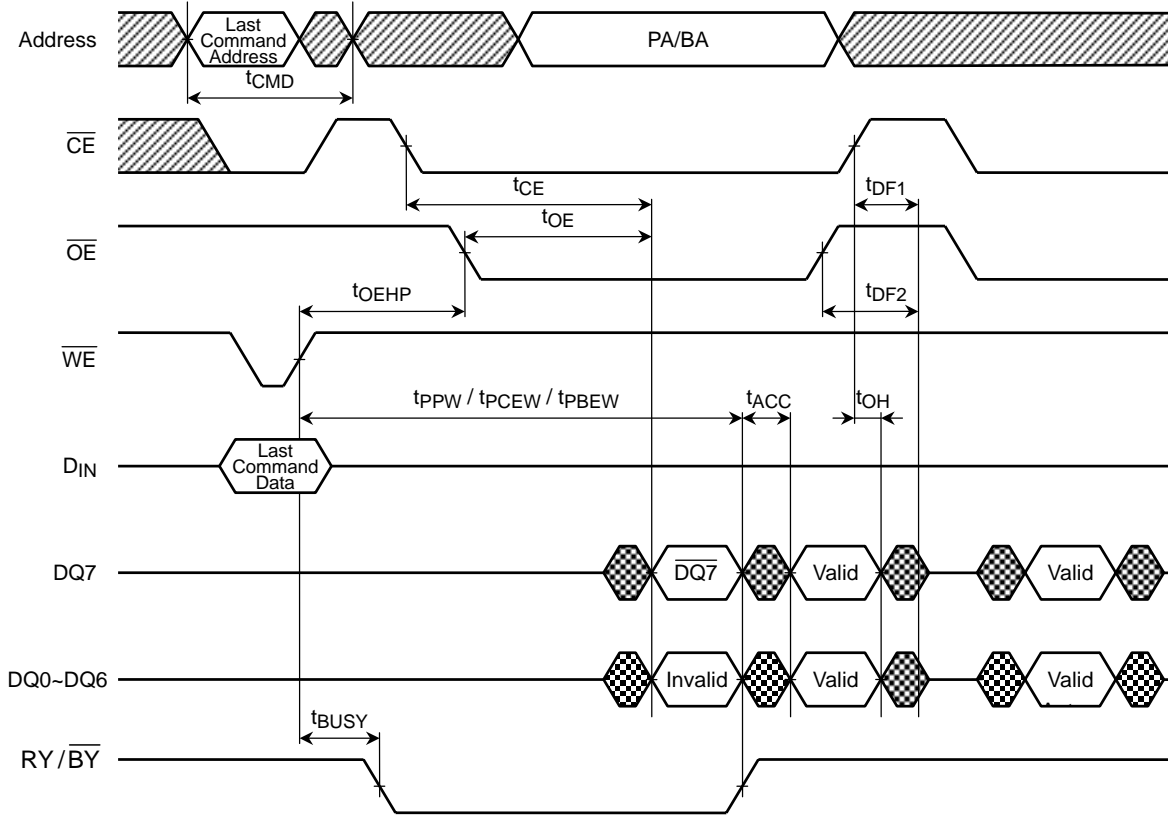 Address
Last
Command
Address
PA/BA
tCMD
CE
tCE
tDF1
OE
tOE
tOEHP
tDF2
WE
tPPW / tPCEW / tPBEW
tACC
tOH
DIN
Last
Command
Data
DQ7
DQ7
Valid
Valid
DQ0~DQ6
Invalid
Valid
Valid
tBUSY
RY/BY